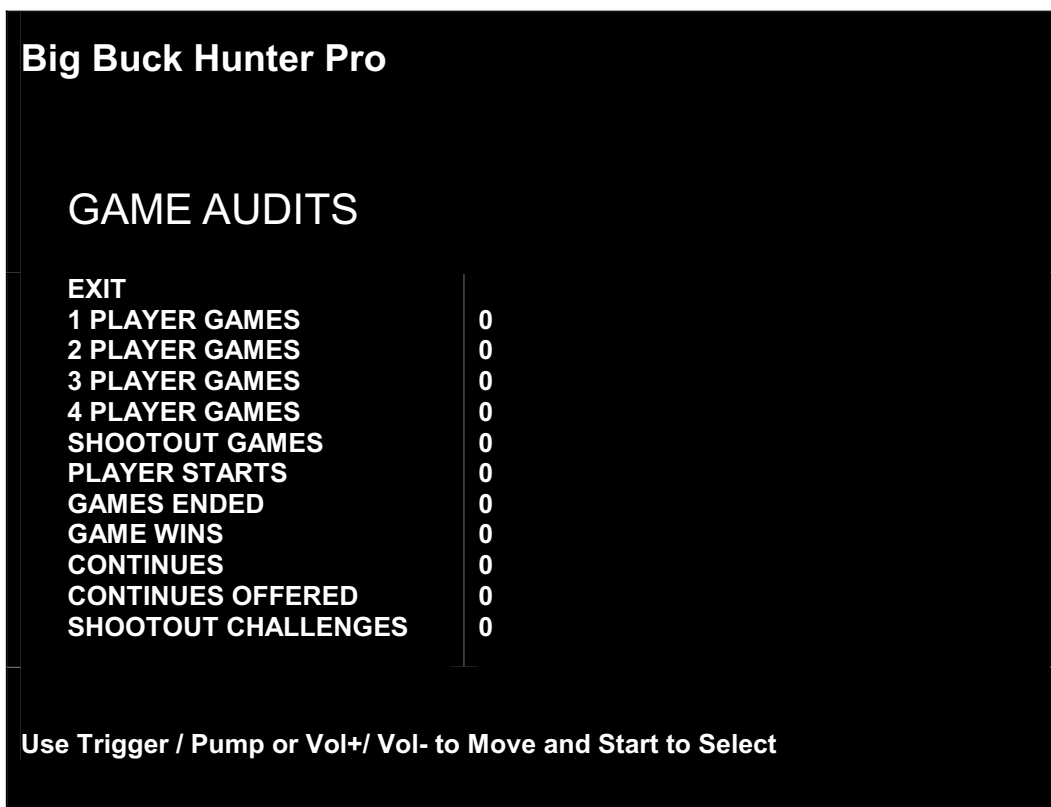 Big Buck Hunter Pro
GAME AUDITS
EXIT
1 PLAYER GAMES 0
2 PLAYER GAMES 0
3 PLAYER GAMES 0
4 PLAYER GAMES 0
SHOOTOUT GAMES 0
PLAYER STARTS 0
GAMES ENDED 0
GAME WINS 0
CONTINUES 0
CONTINUES OFFERED 0
SHOOTOUT CHALLENGES 0
Use Trigger / Pump or Vol+/ Vol- to Move and Start to Select